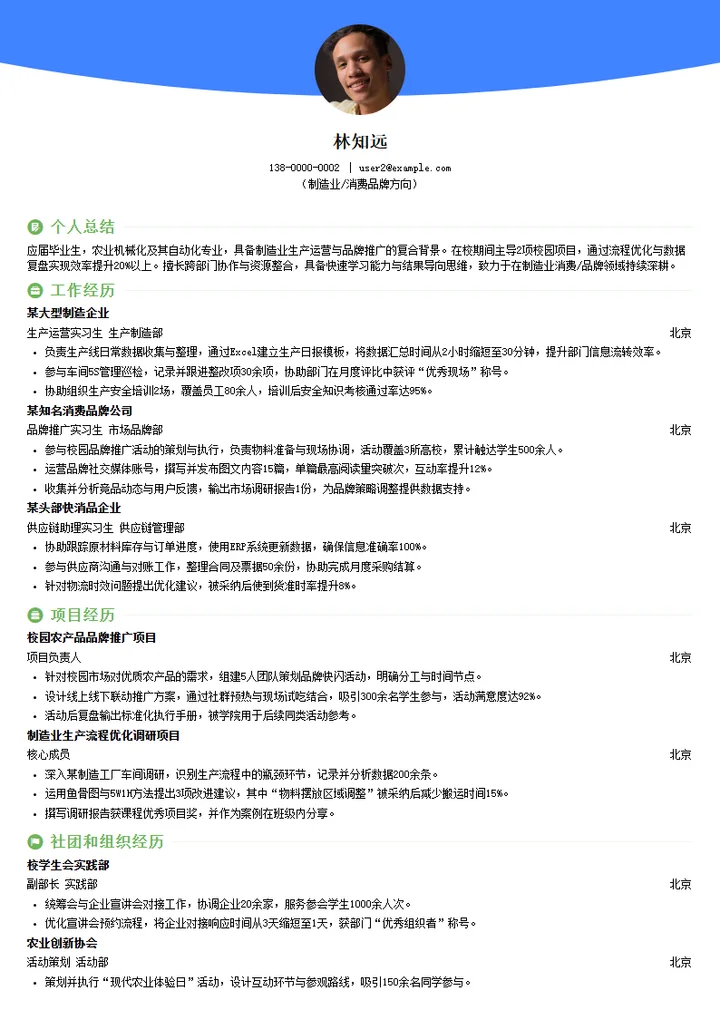 林知远
138-0000-0002 | user2@example.com
（制造业/消费品牌方向）
个人总结
应届毕业生，农业机械化及其自动化专业，具备制造业生产运营与品牌推广的复合背景。在校期间主导2项校园项目，通过流程优化与数据
复盘实现效率提升20%以上。擅长跨部门协作与资源整合，具备快速学习能力与结果导向思维，致力于在制造业消费/品牌领域持续深耕。
工作经历
某大型制造企业
生产运营实习生 生产制造部 北京
• 负责生产线日常数据收集与整理，通过Excel建立生产日报模板，将数据汇总时间从2小时缩短至30分钟，提升部门信息流转效率。
• 参与车间5S管理巡检，记录并跟进整改项30余项，协助部门在月度评比中获评“优秀现场”称号。
• 协助组织生产安全培训2场，覆盖员工80余人，培训后安全知识考核通过率达95%。
某知名消费品牌公司
品牌推广实习生 市场品牌部 北京
• 参与校园品牌推广活动的策划与执行，负责物料准备与现场协调，活动覆盖3所高校，累计触达学生500余人。
• 运营品牌社交媒体账号，撰写并发布图文内容15篇，单篇最高阅读量突破次，互动率提升12%。
• 收集并分析竞品动态与用户反馈，输出市场调研报告1份，为品牌策略调整提供数据支持。
某头部快消品企业
供应链助理实习生 供应链管理部 北京
• 协助跟踪原材料库存与订单进度，使用ERP系统更新数据，确保信息准确率100%。
• 参与供应商沟通与对账工作，整理合同及票据50余份，协助完成月度采购结算。
• 针对物流时效问题提出优化建议，被采纳后使到货准时率提升8%。
项目经历
校园农产品品牌推广项目
项目负责人 北京
• 针对校园市场对优质农产品的需求，组建5人团队策划品牌快闪活动，明确分工与时间节点。
• 设计线上线下联动推广方案，通过社群预热与现场试吃结合，吸引300余名学生参与，活动满意度达92%。
• 活动后复盘输出标准化执行手册，被学院用于后续同类活动参考。
制造业生产流程优化调研项目
核心成员 北京
• 深入某制造工厂车间调研，识别生产流程中的瓶颈环节，记录并分析数据200余条。
• 运用鱼骨图与5W1H方法提出3项改进建议，其中“物料摆放区域调整”被采纳后减少搬运时间15%。
• 撰写调研报告获课程优秀项目奖，并作为案例在班级内分享。
社团和组织经历
校学生会实践部
副部长 实践部 北京
• 统筹会与企业宣讲会对接工作，协调企业20余家，服务参会学生1000余人次。
• 优化宣讲会预约流程，将企业对接响应时间从3天缩短至1天，获部门“优秀组织者”称号。
农业创新协会
活动策划 活动部 北京
• 策划并执行“现代农业体验日”活动，设计互动环节与参观路线，吸引150余名同学参与。